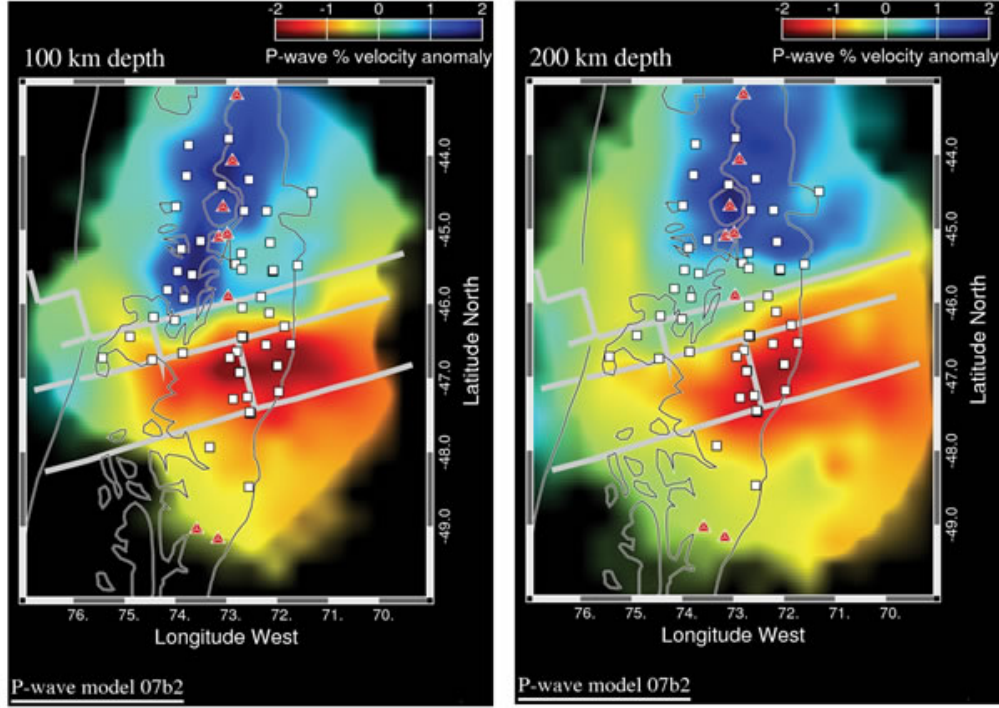 -2 -1 0 1 2
P-wave % velocity anomaly
100 km depth
-44.0
-45.0
-46.0
-47.0
-48.0
-49.0
Latitude North
76. 75. 74. 73. 72. 71. 70.
Longitude West
P-wave model 07b2
-2 -1 0 1 2
P-wave % velocity anomaly
200 km depth
-44.0
-45.0
-46.0
-47.0
-48.0
-49.0
Latitude North
76. 75. 74. 73. 72. 71. 70.
Longitude West
P-wave model 07b2